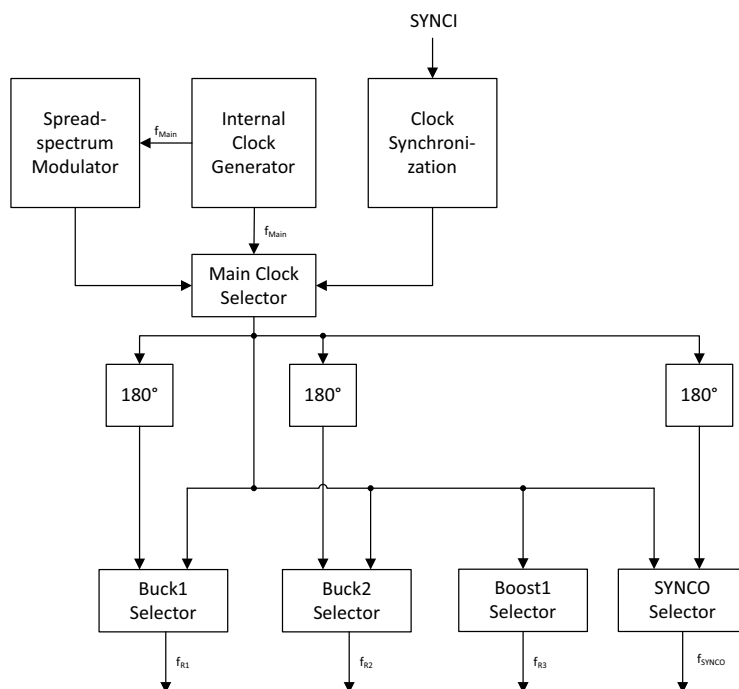 SYNCI
Spread-
spectrum
Modulator
f_Main
Internal
Clock
Generator
Clock
Synchroni-
zation
f_Main
Main Clock
Selector
180°
180°
180°
Buck1
Selector
Buck2
Selector
Boost1
Selector
SYNCO
Selector
f_R1
f_R2
f_R3
f_SYNCO